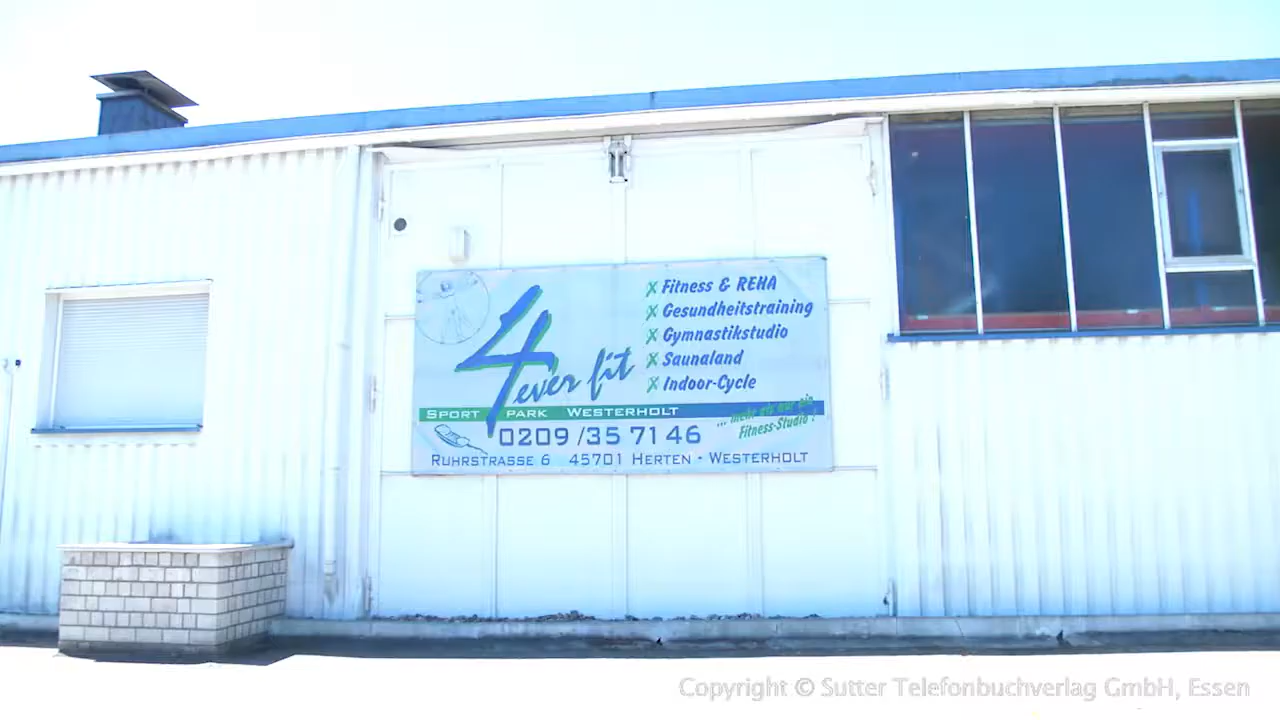 4ever fit
Fitness & REHA
Gesundheitstraining
Gymnastikstudio
Saunaland
Indoor-Cycle
SPORT PARK WESTERHOLT
... mehr als nur ein
Fitness-Studio!
0209 / 35 71 46
RUHRSTRASSE 6 45701 HERTEN - WESTERHOLT
Copyright © Sutter Telefonbuchverlag GmbH, Essen